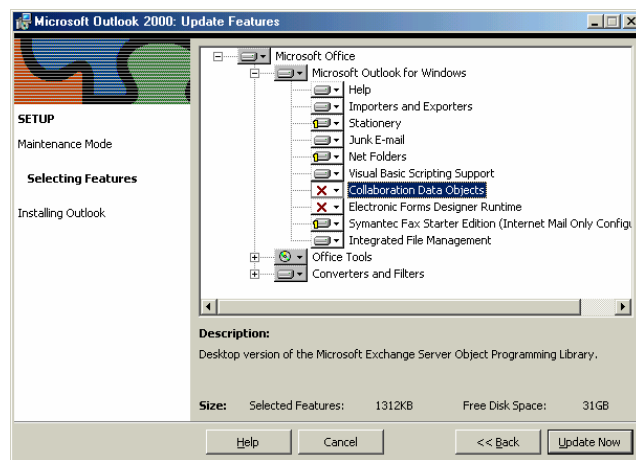 Microsoft Outlook 2000: Update Features
SETUP
Maintenance Mode
Selecting Features
Installing Outlook
Microsoft Office
Microsoft Outlook for Windows
Help
Importers and Exporters
Stationery
Junk E-mail
Net Folders
Visual Basic Scripting Support
Collaboration Data Objects
Electronic Forms Designer Runtime
Symantec Fax Starter Edition (Internet Mail Only Configu
Integrated File Management
Office Tools
Converters and Filters
Description:
Desktop version of the Microsoft Exchange Server Object Programming Library.
Size: Selected Features: 1312KB Free Disk Space: 31GB
Help Cancel << Back Update Now